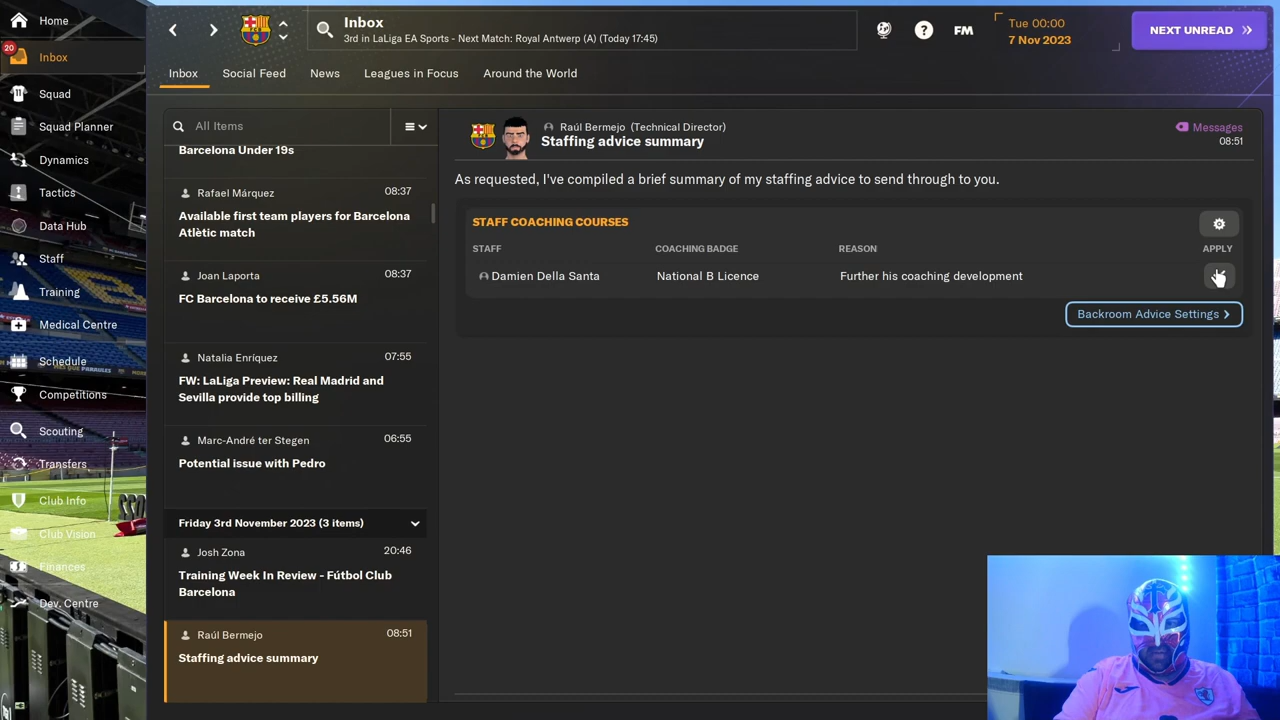 Home
20
Inbox
Squad
Squad Planner
Dynamics
Tactics
Data Hub
Staff
Training
Medical Centre
Schedule
Competitions
Scouting
Transfers
Club Info
Club Vision
Finances
Dev. Centre
Inbox
3rd in LaLiga EA Sports - Next Match: Royal Antwerp (A) (Today 17:45)
?
FM
Tue 00:00
7 Nov 2023
NEXT UNREAD
Inbox
Social Feed
News
Leagues in Focus
Around the World
All Items
Barcelona Under 19s
Rafael Márquez 08:37
Available first team players for Barcelona
Atlètic match
Joan Laporta 08:37
FC Barcelona to receive £5.56M
Natalia Enríquez 07:55
FW: LaLiga Preview: Real Madrid and
Sevilla provide top billing
Marc-André ter Stegen 06:55
Potential issue with Pedro
Friday 3rd November 2023 (3 items)
Josh Zona 20:46
Training Week In Review - Fútbol Club
Barcelona
Raúl Bermejo 08:51
Staffing advice summary
Raúl Bermejo (Technical Director)
Staffing advice summary
Messages
08:51
As requested, I've compiled a brief summary of my staffing advice to send through to you.
STAFF COACHING COURSES
STAFF COACHING BADGE REASON APPLY
Damien Della Santa National B Licence Further his coaching development
Backroom Advice Settings